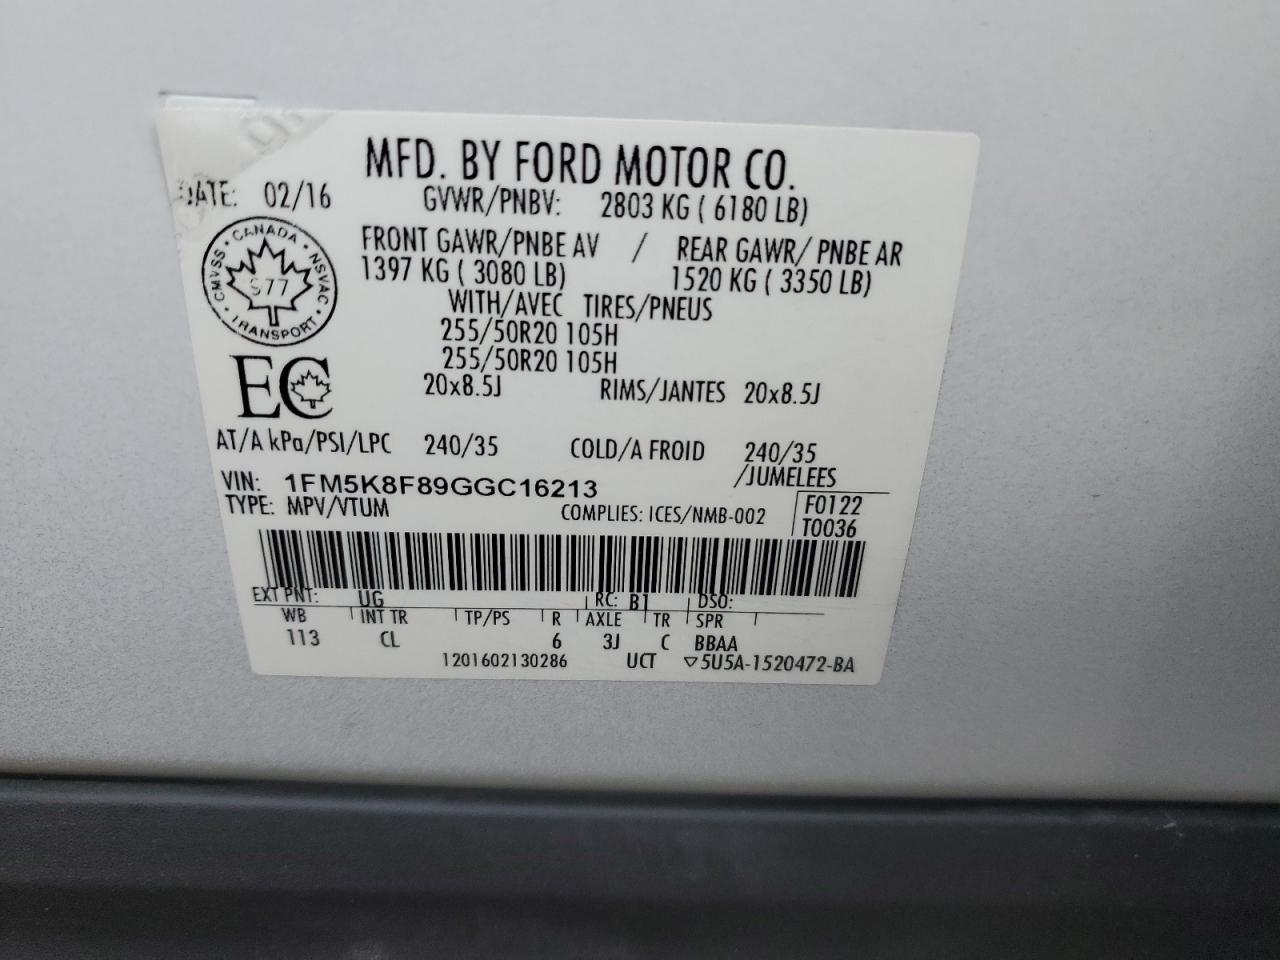 MFD. BY FORD MOTOR CO.
DATE: 02/16
GVWR/PNBV: 2803 KG ( 6180 LB)
FRONT GAWR/PNBE AV / REAR GAWR/ PNBE AR
1397 KG ( 3080 LB) 1520 KG ( 3350 LB)
WITH/AVEC TIRES/PNEUS
255/50R20 105H
255/50R20 105H
20x8.5J RIMS/JANTES 20x8.5J
CANADA
CMVSS NSVAC
S77
TRANSPORT
EC
AT/A kPa/PSI/LPC 240/35 COLD/A FROID 240/35
/JUMELEES
VIN: 1FM5K8F89GGC16213
TYPE: MPV/VTUM
COMPLIES: ICES/NMB-002
F0122
T0036
EXT PNT: UG RC: B1 DSO:
WB INT TR TP/PS R AXLE TR SPR
113 CL 6 3J C BBAA
1201602130286 UCT ▽5U5A-1520472-BA